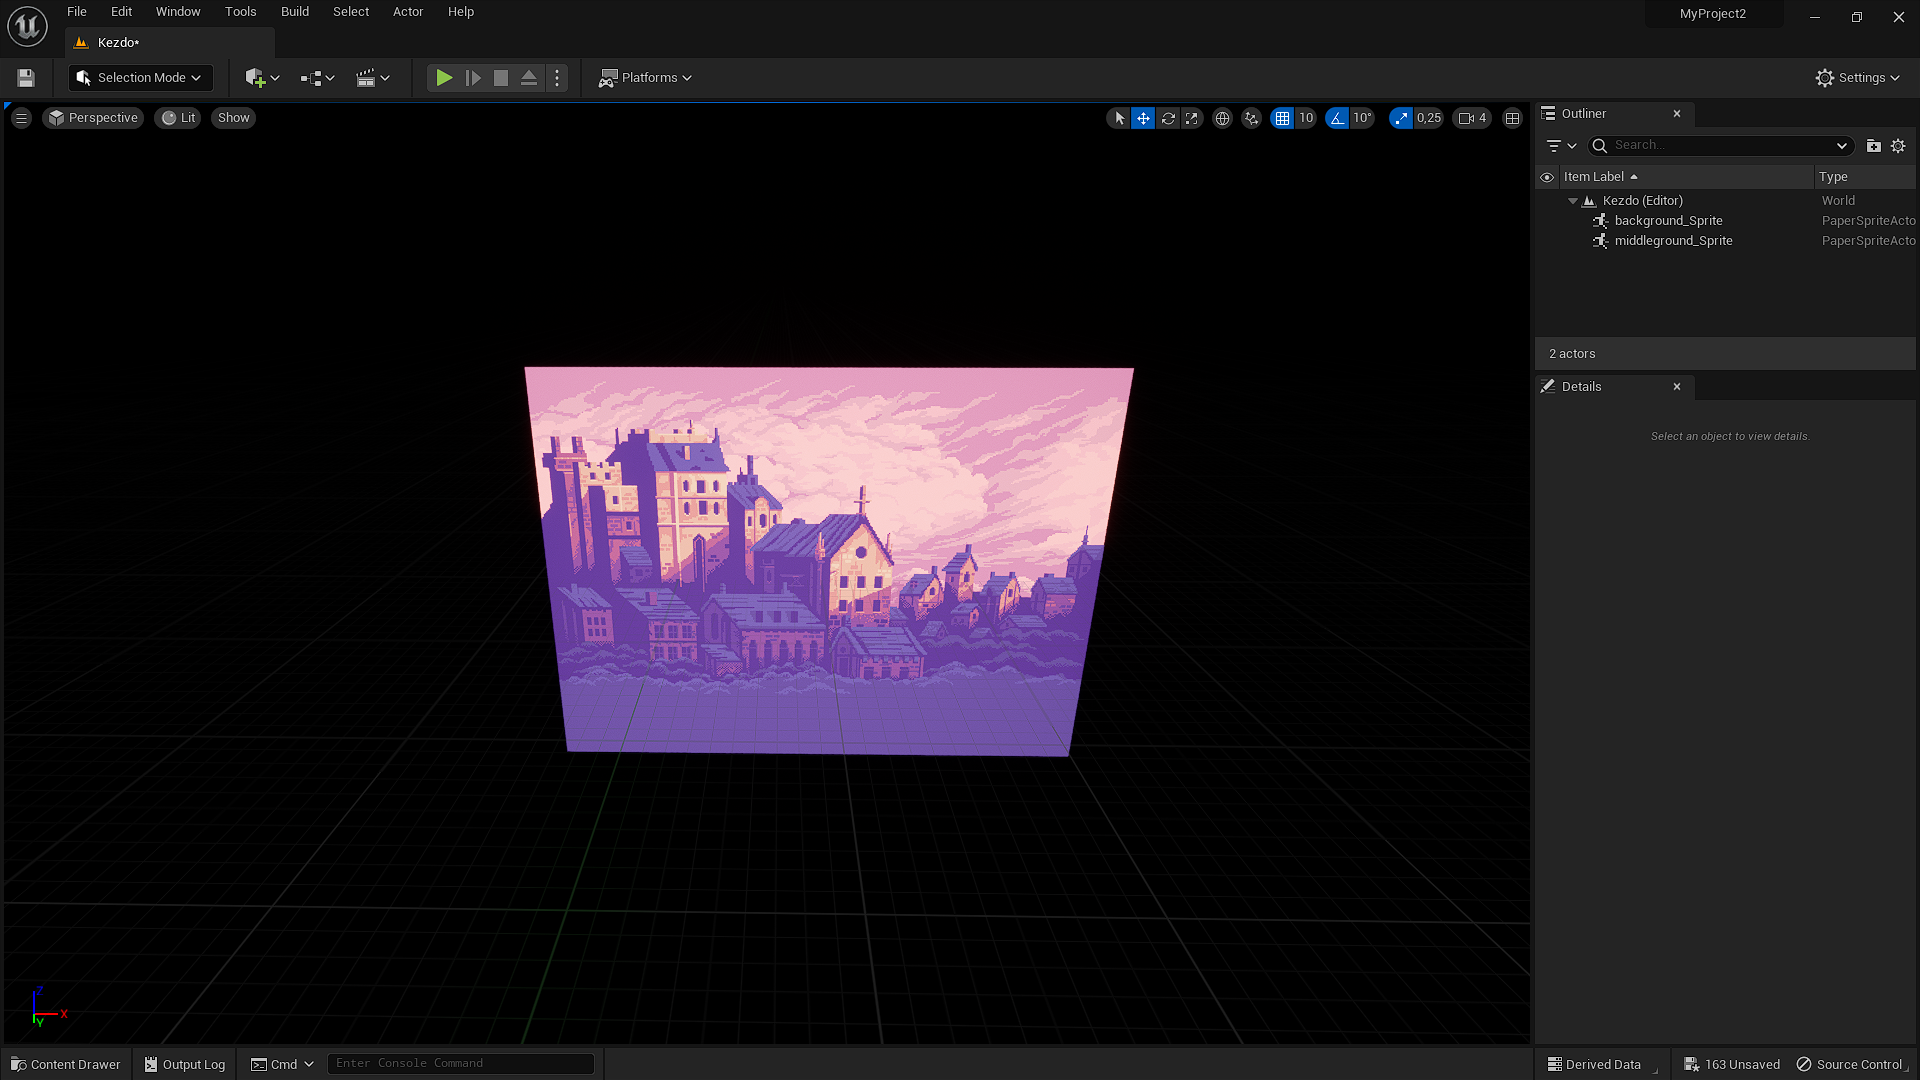 File Edit Window Tools Build Select Actor Help
MyProject2
Kezdo*
Selection Mode
Platforms
Settings
Perspective Lit Show
10 10° 0,25 4
Outliner
Search...
Item Label Type
Kezdo (Editor) World
background_Sprite PaperSpriteActo
middleground_Sprite PaperSpriteActo
2 actors
Details
Select an object to view details.
Z
X
Y
Content Drawer Output Log Cmd Enter Console Command Derived Data 163 Unsaved Source Control